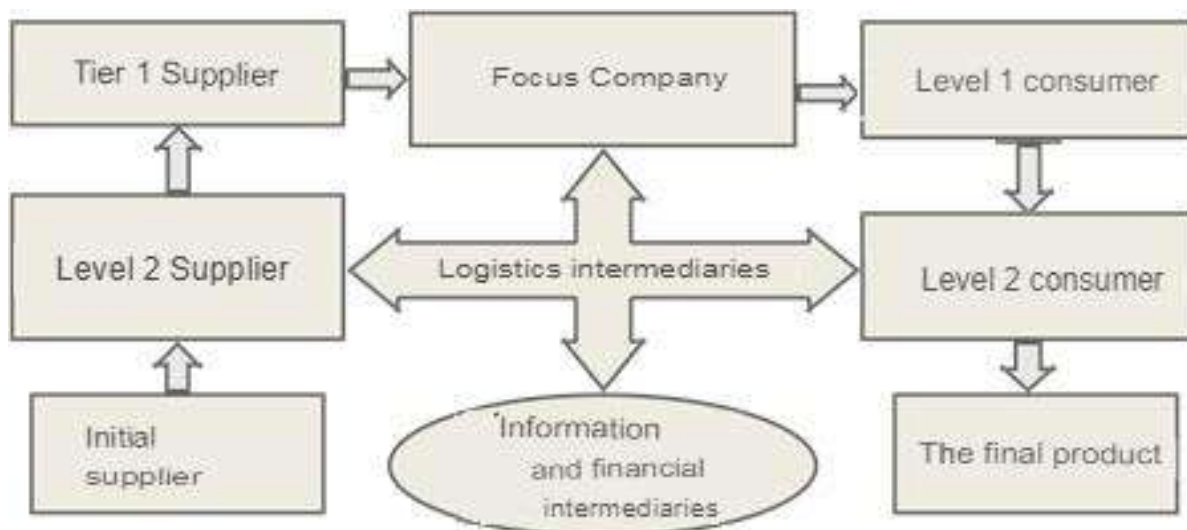 Tier 1 Supplier
Focus Company
Level 1 consumer
Level 2 Supplier
Logistics intermediaries
Level 2 consumer
Initial
supplier
Information
and financial
intermediaries
The final product